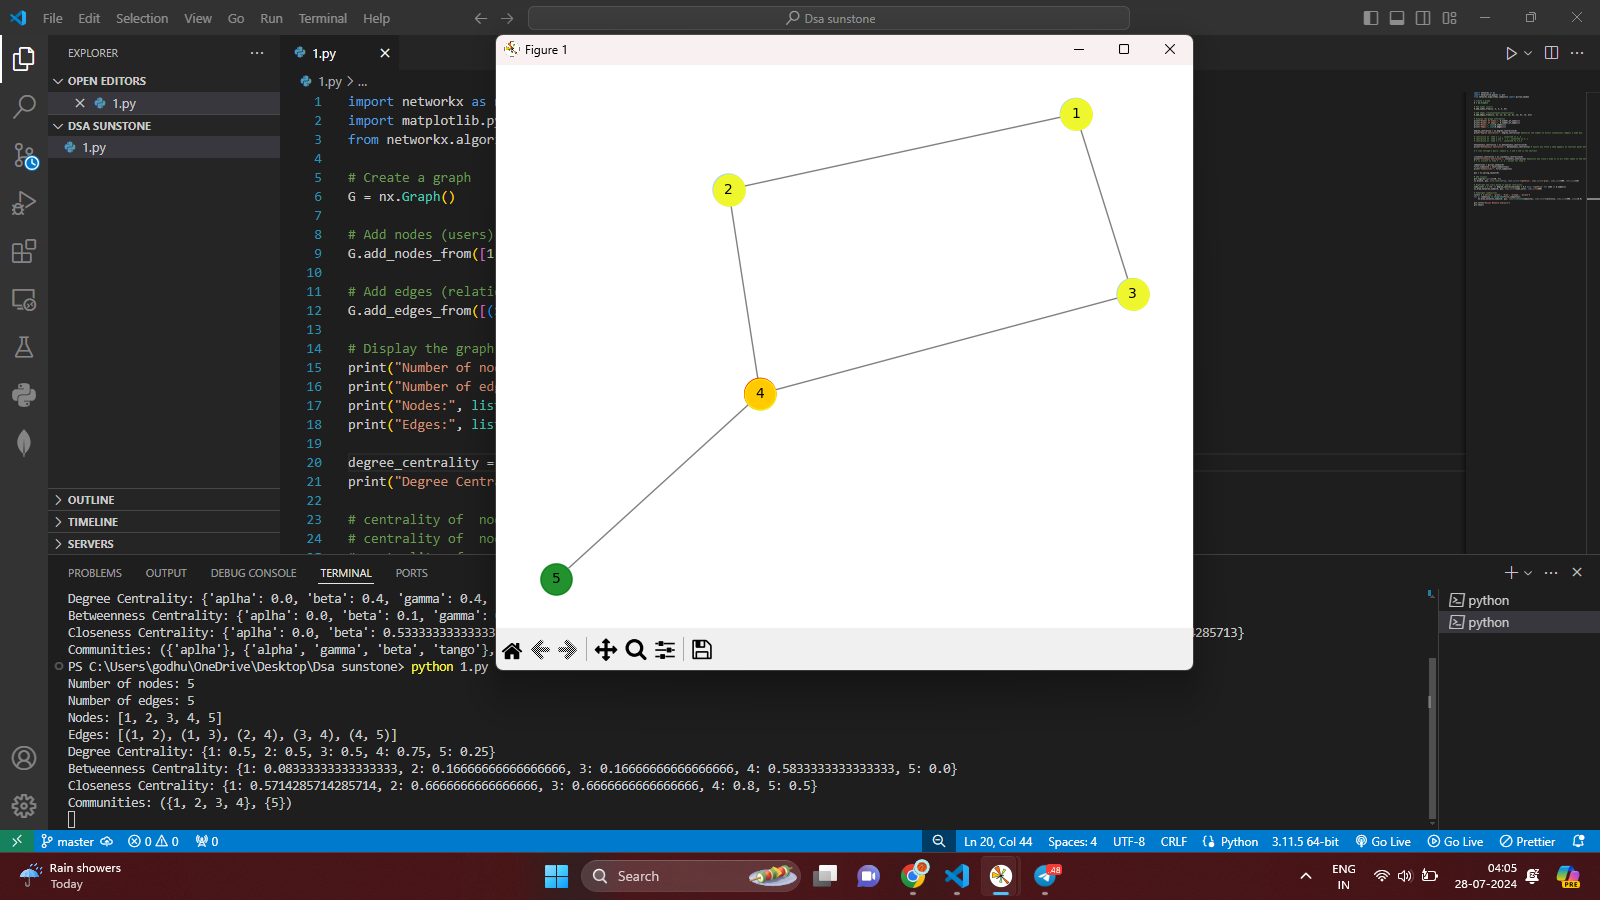 File Edit Selection View Go Run Terminal Help
Dsa sunstone
EXPLORER
OPEN EDITORS
1.py
DSA SUNSTONE
1.py
OUTLINE
TIMELINE
SERVERS
1.py
1.py > ...
1 import networkx as
2 import matplotlib.py
3 from networkx.algor
4
5 # Create a graph
6 G = nx.Graph()
7
8 # Add nodes (users)
9 G.add_nodes_from([1
10
11 # Add edges (relati
12 G.add_edges_from([(
13
14 # Display the graph
15 print("Number of no
16 print("Number of ed
17 print("Nodes:", lis
18 print("Edges:", lis
19
20 degree_centrality =
21 print("Degree Centr
22
23 # centrality of  no
24 # centrality of  no
Figure 1
1
2
3
4
5
PROBLEMS OUTPUT DEBUG CONSOLE TERMINAL PORTS
Degree Centrality: {'aplha': 0.0, 'beta': 0.4, 'gamma': 0.4,
Betweenness Centrality: {'aplha': 0.0, 'beta': 0.1, 'gamma':
Closeness Centrality: {'aplha': 0.0, 'beta': 0.53333333333333 4285713}
Communities: ({'aplha'}, {'alpha', 'gamma', 'beta', 'tango'},
PS C:\Users\godhu\OneDrive\Desktop\Dsa sunstone> python 1.py
Number of nodes: 5
Number of edges: 5
Nodes: [1, 2, 3, 4, 5]
Edges: [(1, 2), (1, 3), (2, 4), (3, 4), (4, 5)]
Degree Centrality: {1: 0.5, 2: 0.5, 3: 0.5, 4: 0.75, 5: 0.25}
Betweenness Centrality: {1: 0.08333333333333333, 2: 0.16666666666666666, 3: 0.16666666666666666, 4: 0.5833333333333333, 5: 0.0}
Closeness Centrality: {1: 0.5714285714285714, 2: 0.6666666666666666, 3: 0.6666666666666666, 4: 0.8, 5: 0.5}
Communities: ({1, 2, 3, 4}, {5})
python
python
master 0 0 0 Ln 20, Col 44 Spaces: 4 UTF-8 CRLF Python 3.11.5 64-bit Go Live Go Live Prettier
Rain showers
Today
Search
48
ENG
IN
04:05
28-07-2024
PRE